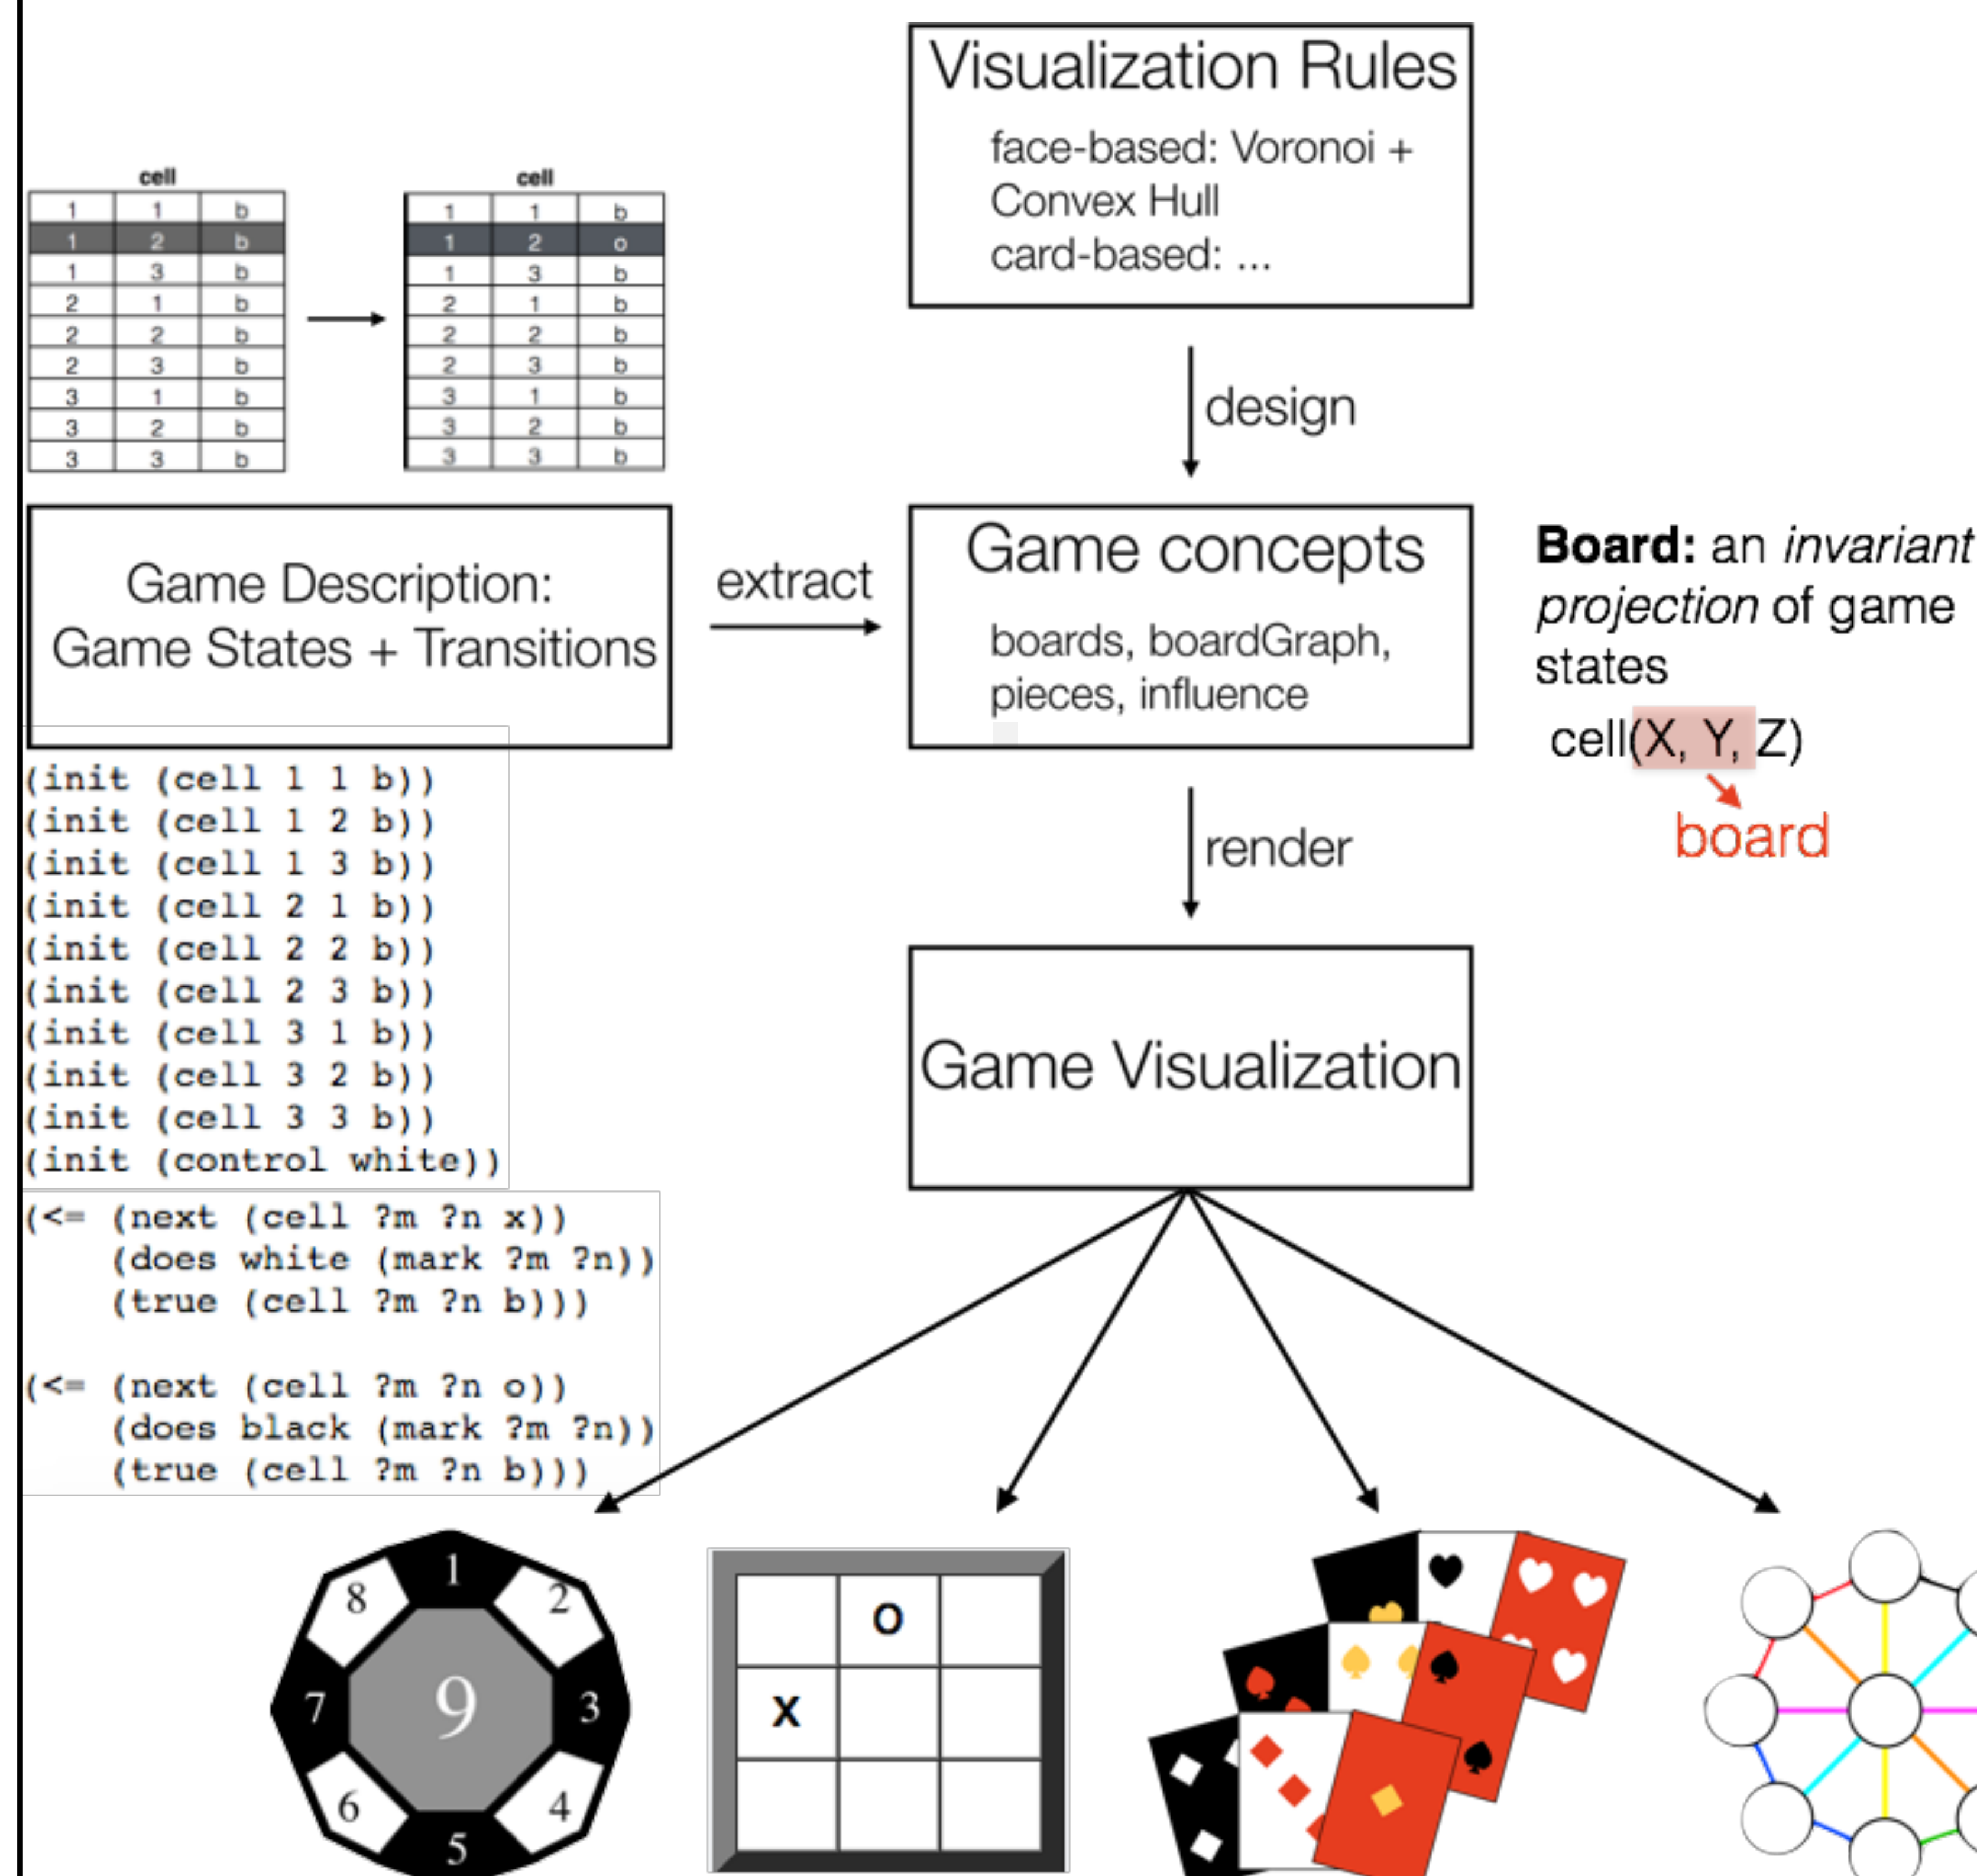 Visualization Rules
face-based: Voronoi +
Convex Hull
card-based: ...
cell
1 1 b
1 2 b
1 3 b
2 1 b
2 2 b
2 3 b
3 1 b
3 2 b
3 3 b
cell
1 1 b
1 2 o
1 3 b
2 1 b
2 2 b
2 3 b
3 1 b
3 2 b
3 3 b
design
Game Description:
Game States + Transitions
extract
Game concepts
boards, boardGraph,
pieces, influence
Board: an invariant
projection of game
states
cell(X, Y, Z)
board
render
Game Visualization
(init (cell 1 1 b))
(init (cell 1 2 b))
(init (cell 1 3 b))
(init (cell 2 1 b))
(init (cell 2 2 b))
(init (cell 2 3 b))
(init (cell 3 1 b))
(init (cell 3 2 b))
(init (cell 3 3 b))
(init (control white))
(<= (next (cell ?m ?n x))
(does white (mark ?m ?n))
(true (cell ?m ?n b)))
(<= (next (cell ?m ?n o))
(does black (mark ?m ?n))
(true (cell ?m ?n b)))
1
8 2
7 9 3
6 4
5
O
X